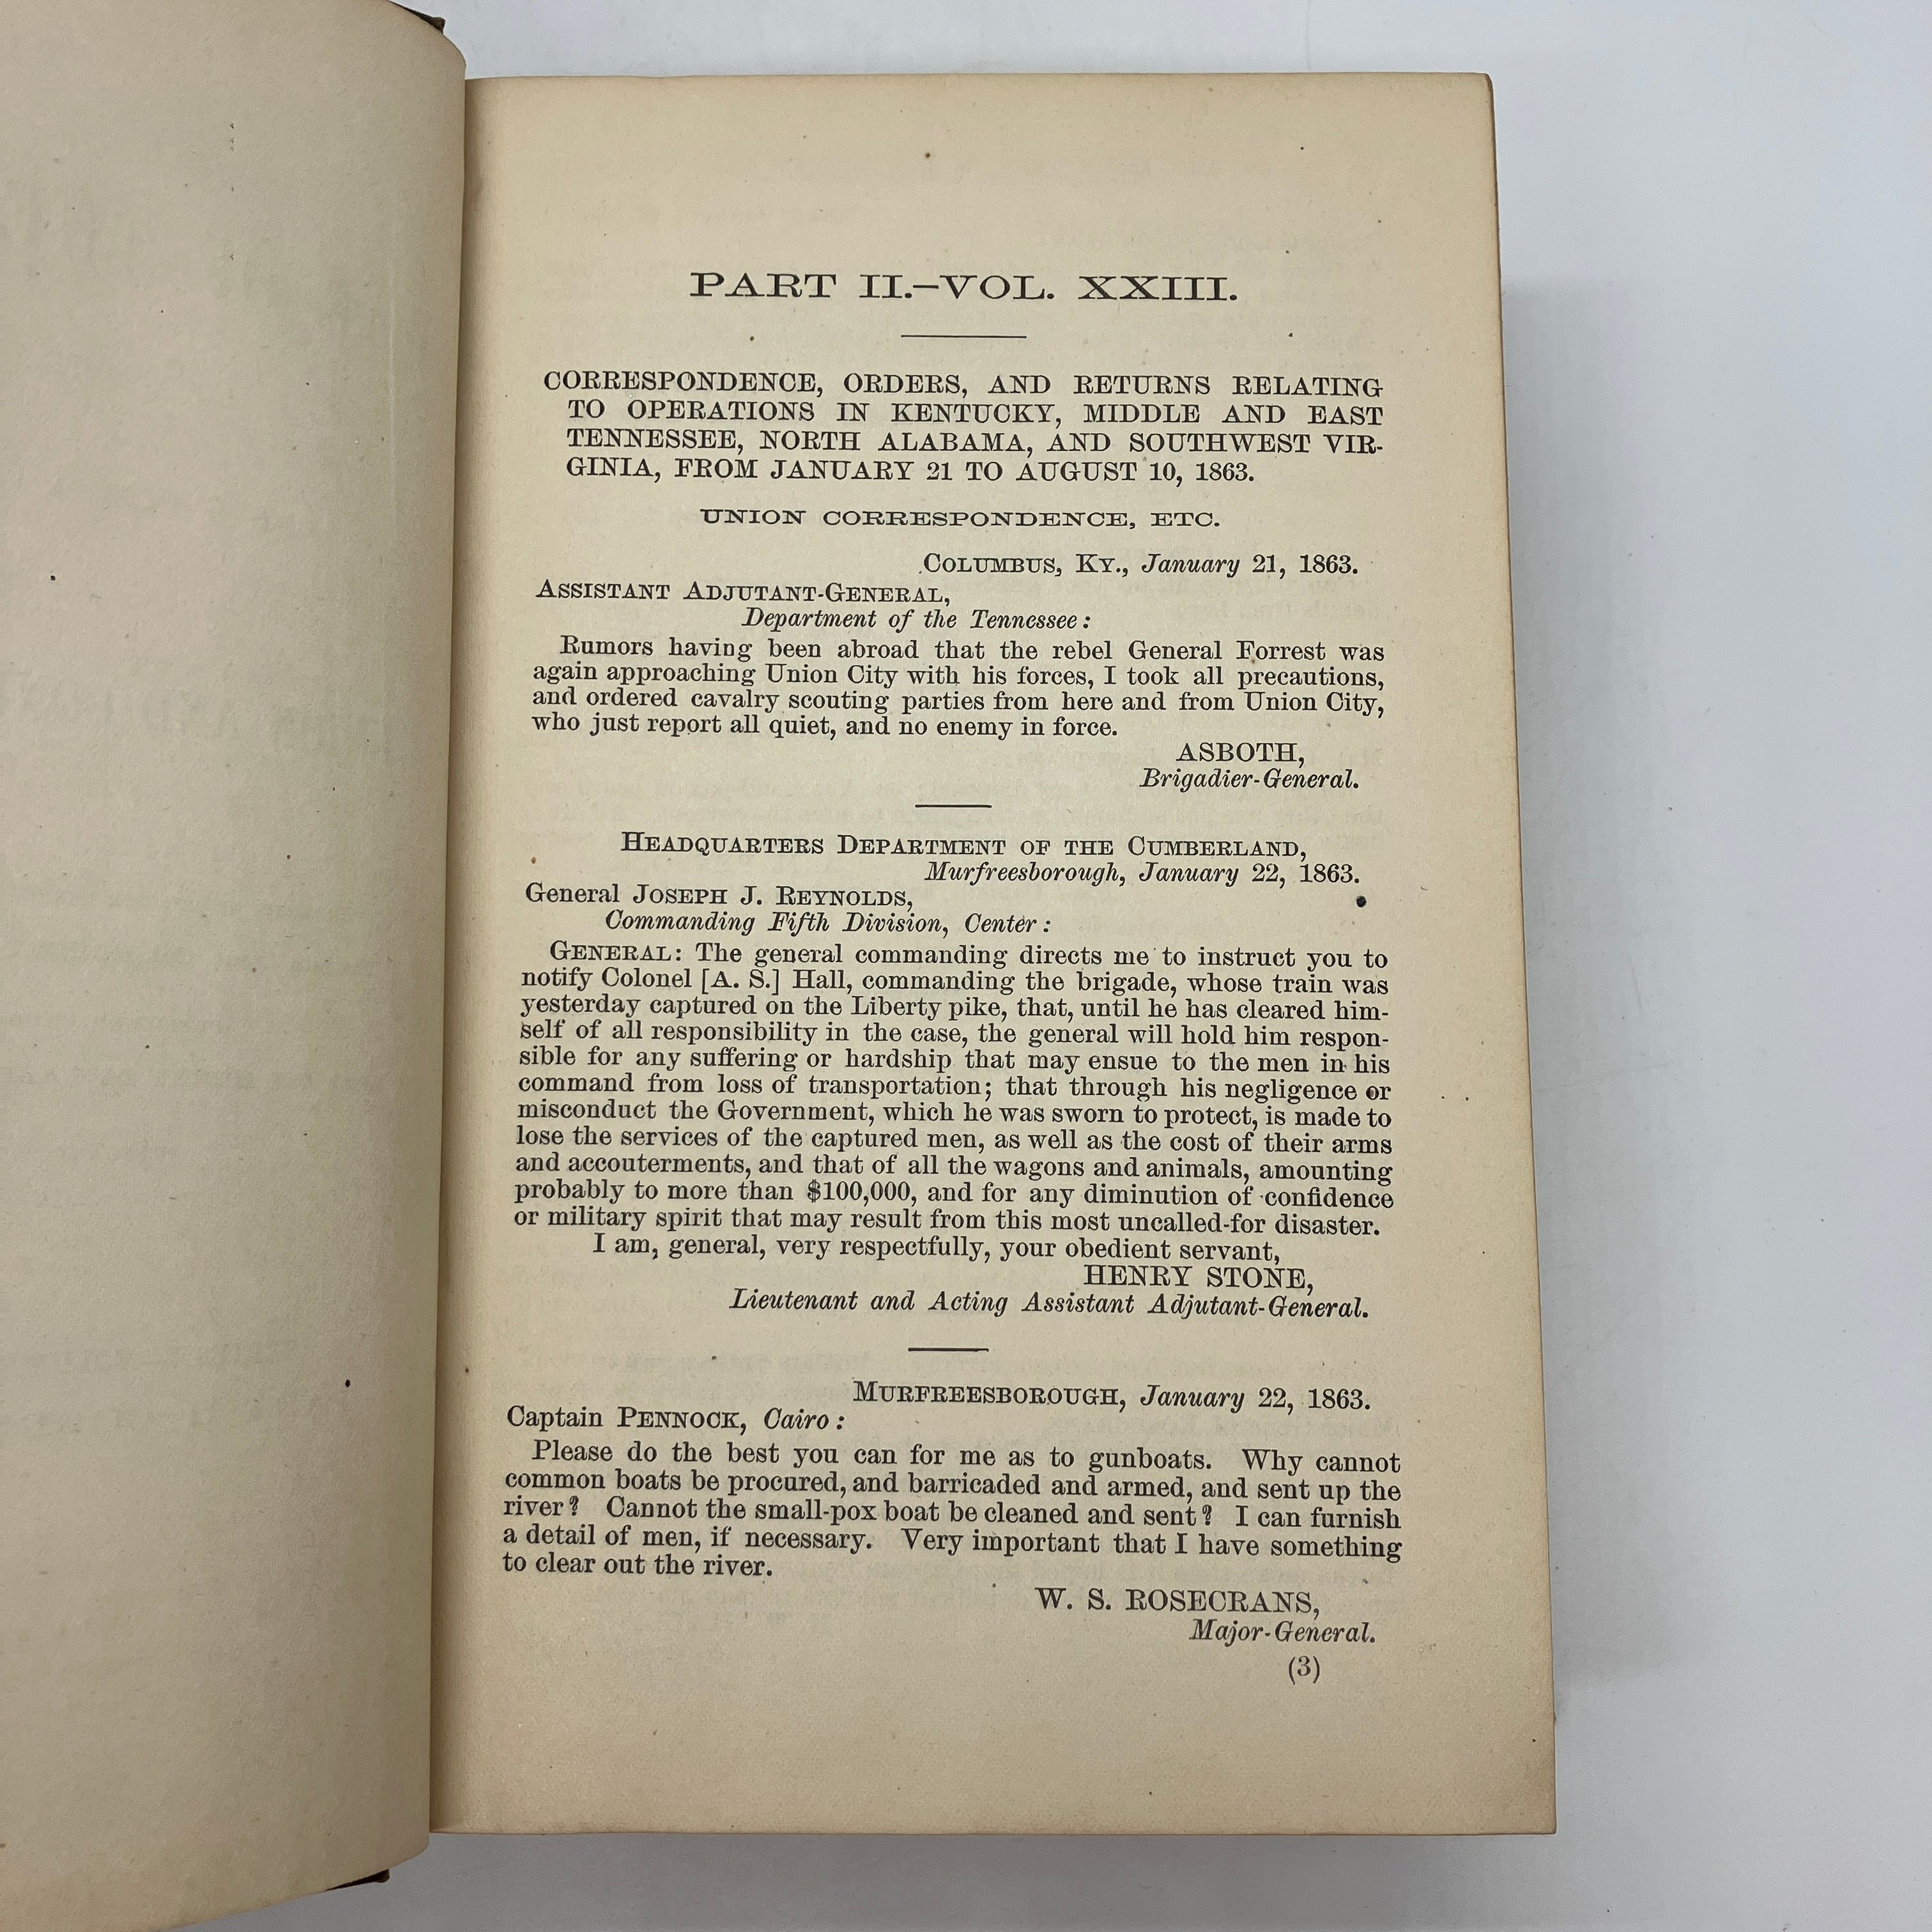 PART II.–VOL. XXIII.
CORRESPONDENCE, ORDERS, AND RETURNS RELATING
TO OPERATIONS IN KENTUCKY, MIDDLE AND EAST
TENNESSEE, NORTH ALABAMA, AND SOUTHWEST VIR-
GINIA, FROM JANUARY 21 TO AUGUST 10, 1863.
UNION CORRESPONDENCE, ETC.
COLUMBUS, KY., January 21, 1863.
ASSISTANT ADJUTANT-GENERAL,
Department of the Tennessee:
Rumors having been abroad that the rebel General Forrest was
again approaching Union City with his forces, I took all precautions,
and ordered cavalry scouting parties from here and from Union City,
who just report all quiet, and no enemy in force.
ASBOTH,
Brigadier-General.
HEADQUARTERS DEPARTMENT OF THE CUMBERLAND,
Murfreesborough, January 22, 1863.
General JOSEPH J. REYNOLDS,
Commanding Fifth Division, Center:
GENERAL: The general commanding directs me to instruct you to
notify Colonel [A. S.] Hall, commanding the brigade, whose train was
yesterday captured on the Liberty pike, that, until he has cleared him-
self of all responsibility in the case, the general will hold him respon-
sible for any suffering or hardship that may ensue to the men in his
command from loss of transportation; that through his negligence or
misconduct the Government, which he was sworn to protect, is made to
lose the services of the captured men, as well as the cost of their arms
and accouterments, and that of all the wagons and animals, amounting
probably to more than $100,000, and for any diminution of confidence
or military spirit that may result from this most uncalled-for disaster.
I am, general, very respectfully, your obedient servant,
HENRY STONE,
Lieutenant and Acting Assistant Adjutant-General.
MURFREESBOROUGH, January 22, 1863.
Captain PENNOCK, Cairo:
Please do the best you can for me as to gunboats. Why cannot
common boats be procured, and barricaded and armed, and sent up the
river? Cannot the small-pox boat be cleaned and sent? I can furnish
a detail of men, if necessary. Very important that I have something
to clear out the river.
W. S. ROSECRANS,
Major-General.
(3)